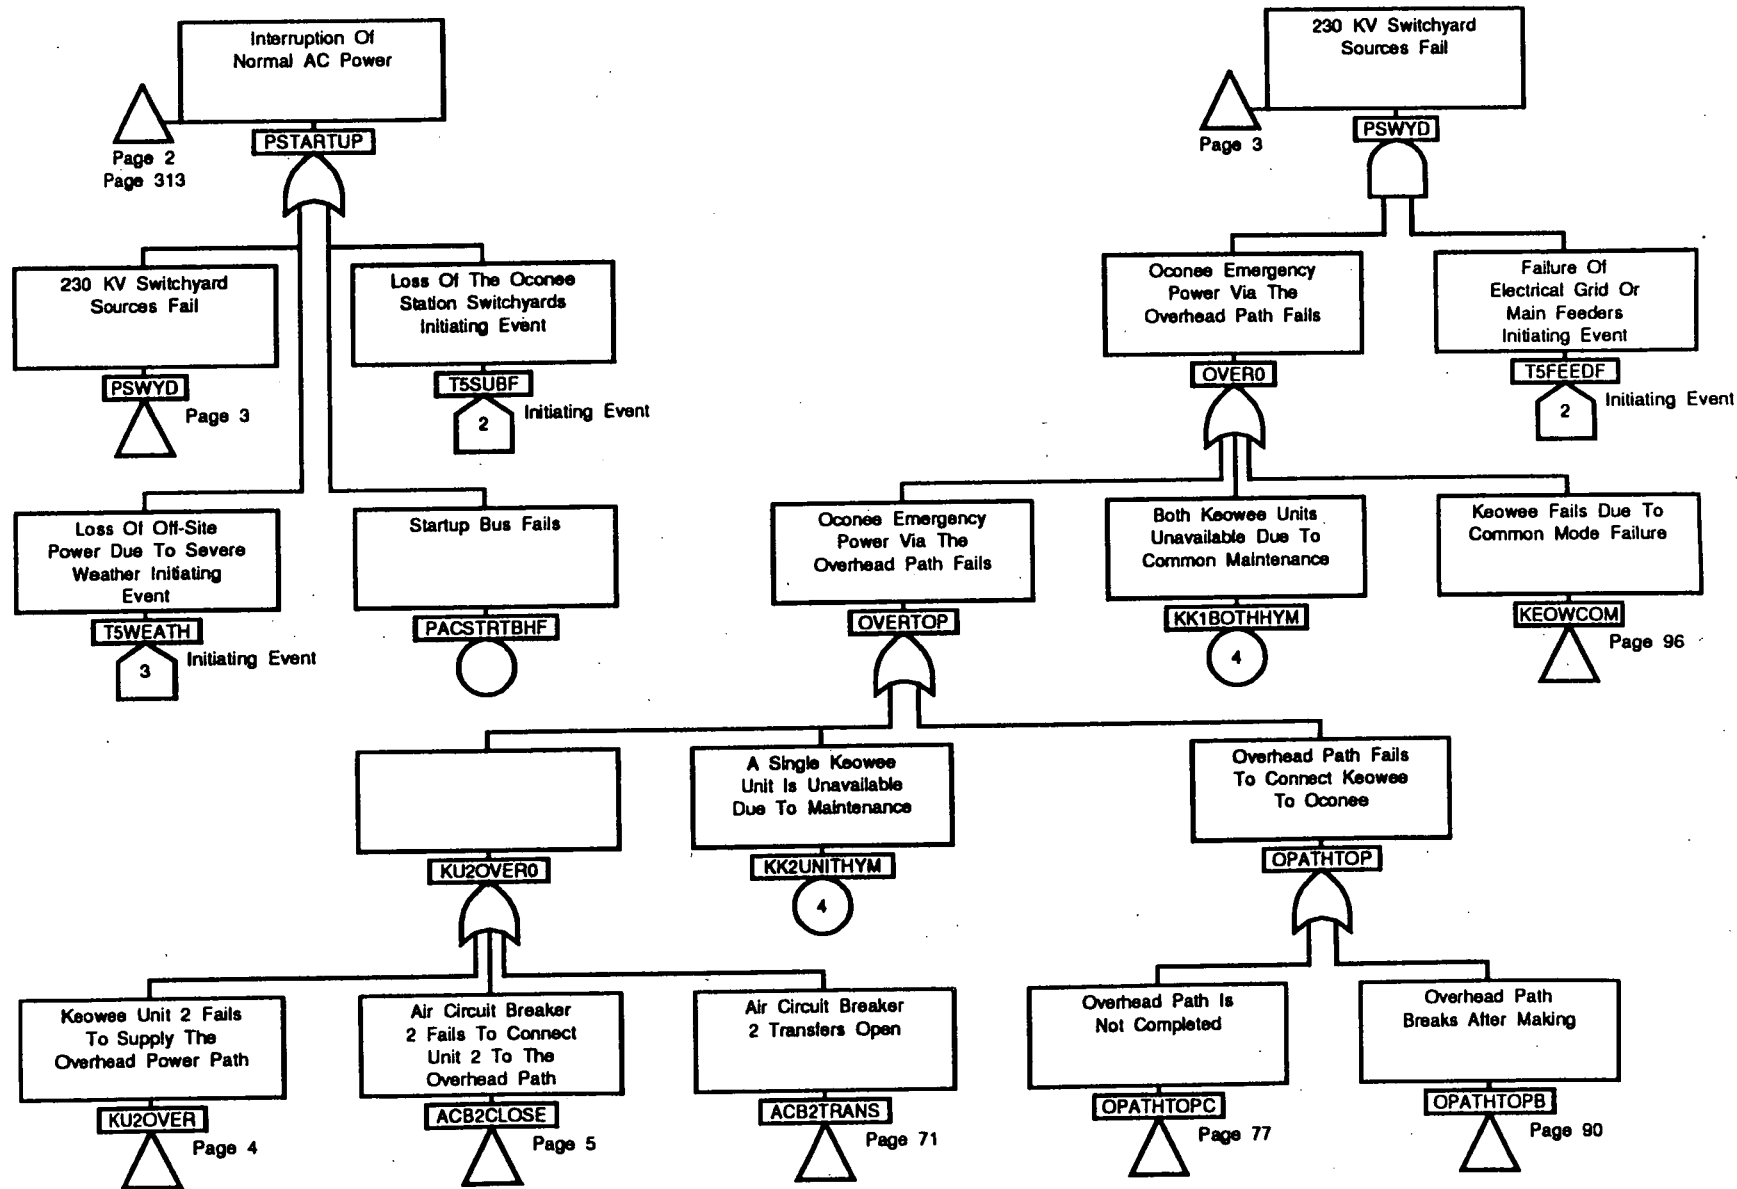 Interruption Of
Normal AC Power
PSTARTUP
Page 2
Page 313
230 KV Switchyard
Sources Fail
PSWYD
Page 3
Loss Of The Oconee
Station Switchyards
Initiating Event
T5SUBF
2
Initiating Event
Loss Of Off-Site
Power Due To Severe
Weather Initiating
Event
T5WEATH
3
Initiating Event
Startup Bus Fails
PACSTRTBHF
230 KV Switchyard
Sources Fail
PSWYD
Page 3
Oconee Emergency
Power Via The
Overhead Path Fails
OVER0
Failure Of
Electrical Grid Or
Main Feeders
Initiating Event
T5FEEDF
2
Initiating Event
Oconee Emergency
Power Via The
Overhead Path Fails
OVERTOP
Both Keowee Units
Unavailable Due To
Common Maintenance
KK1BOTHHYM
4
Keowee Fails Due To
Common Mode Failure
KEOWCOM
Page 96
KU2OVER0
A Single Keowee
Unit Is Unavailable
Due To Maintenance
KK2UNITHYM
4
Overhead Path Fails
To Connect Keowee
To Oconee
OPATHTOP
Keowee Unit 2 Fails
To Supply The
Overhead Power Path
KU2OVER
Page 4
Air Circuit Breaker
2 Fails To Connect
Unit 2 To The
Overhead Path
ACB2CLOSE
Page 5
Air Circuit Breaker
2 Transfers Open
ACB2TRANS
Page 71
Overhead Path Is
Not Completed
OPATHTOPC
Page 77
Overhead Path
Breaks After Making
OPATHTOPB
Page 90